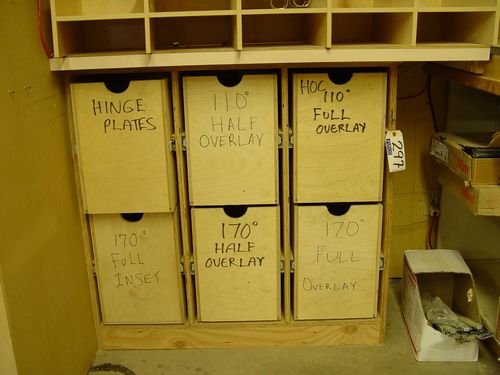 HINGE
PLATES
110°
HALF
OVERLAY
HOC
110°
FULL
OVERLAY
297
170°
FULL
INSET
170°
HALF
OVERLAY
170°
FULL
OVERLAY